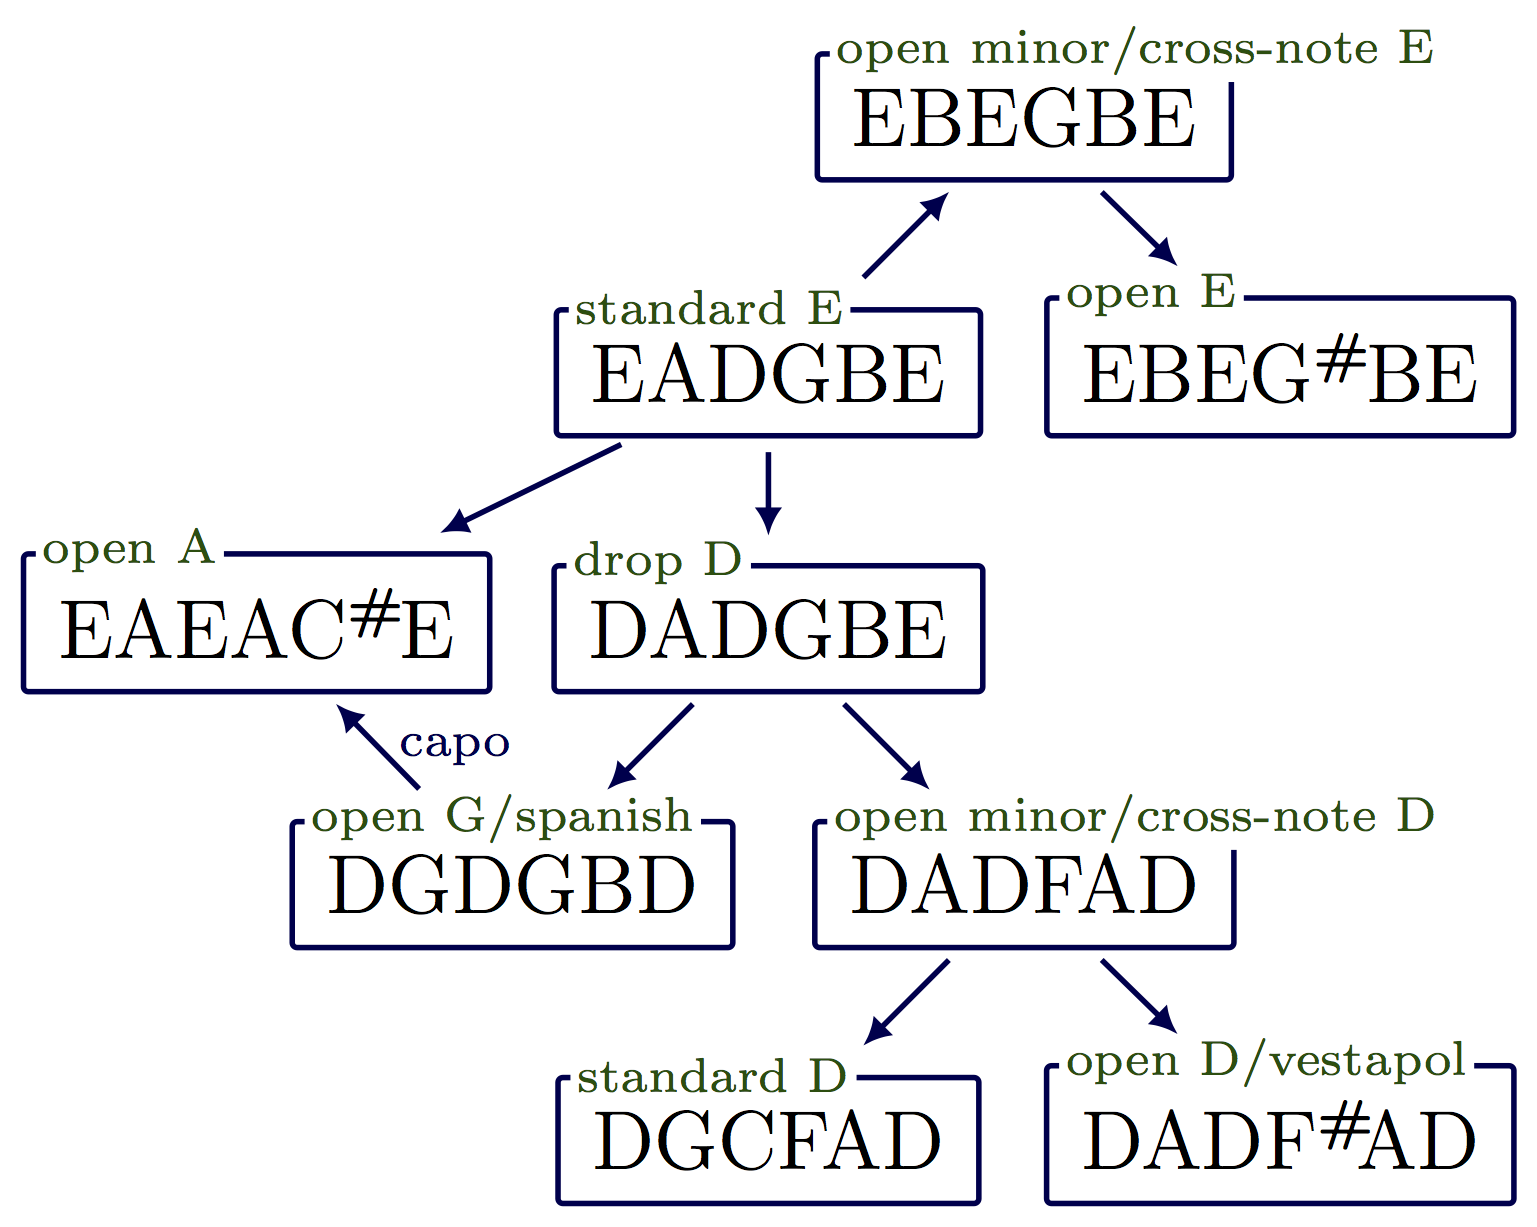 open minor/cross-note E
EBEGBE
standard E
EADGBE
open E
EBEG#BE
open A
EAEAC#E
drop D
DADGBE
capo
open G/spanish
DGDGBD
open minor/cross-note D
DADFAD
standard D
DGCFAD
open D/vestapol
DADF#AD